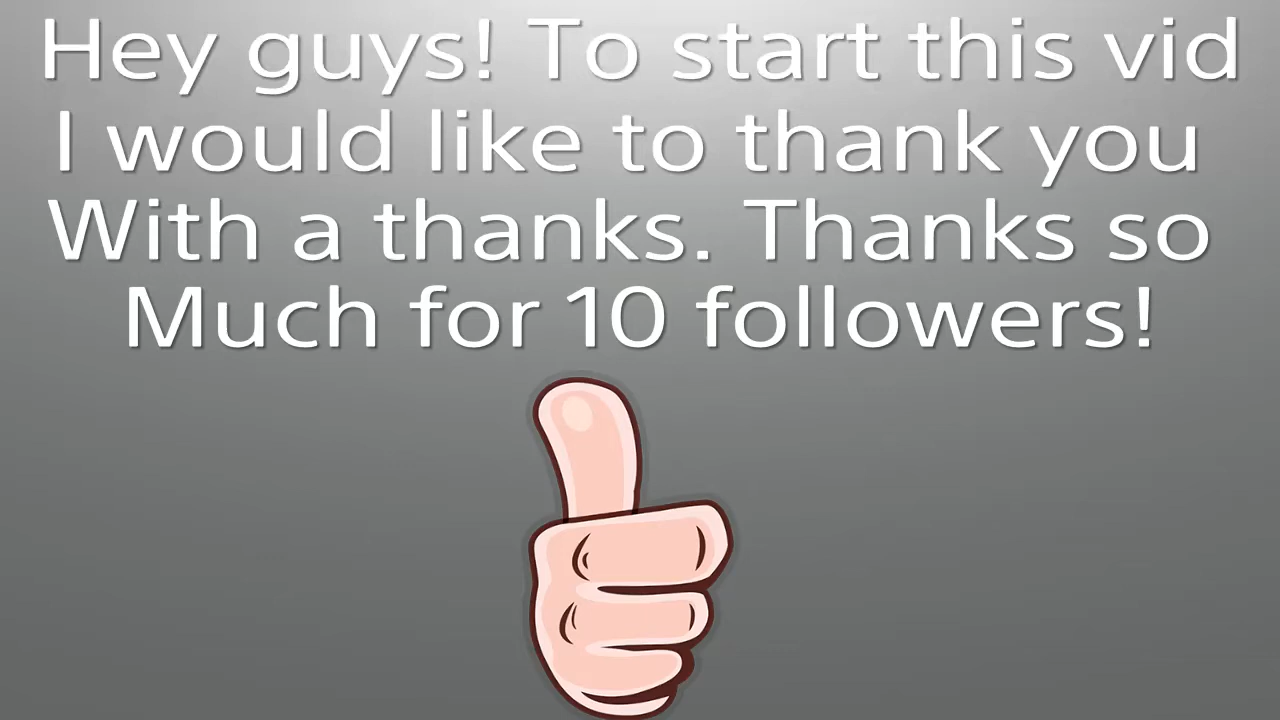 Hey guys! To start this vid
I would like to thank you
With a thanks. Thanks so
Much for 10 followers!